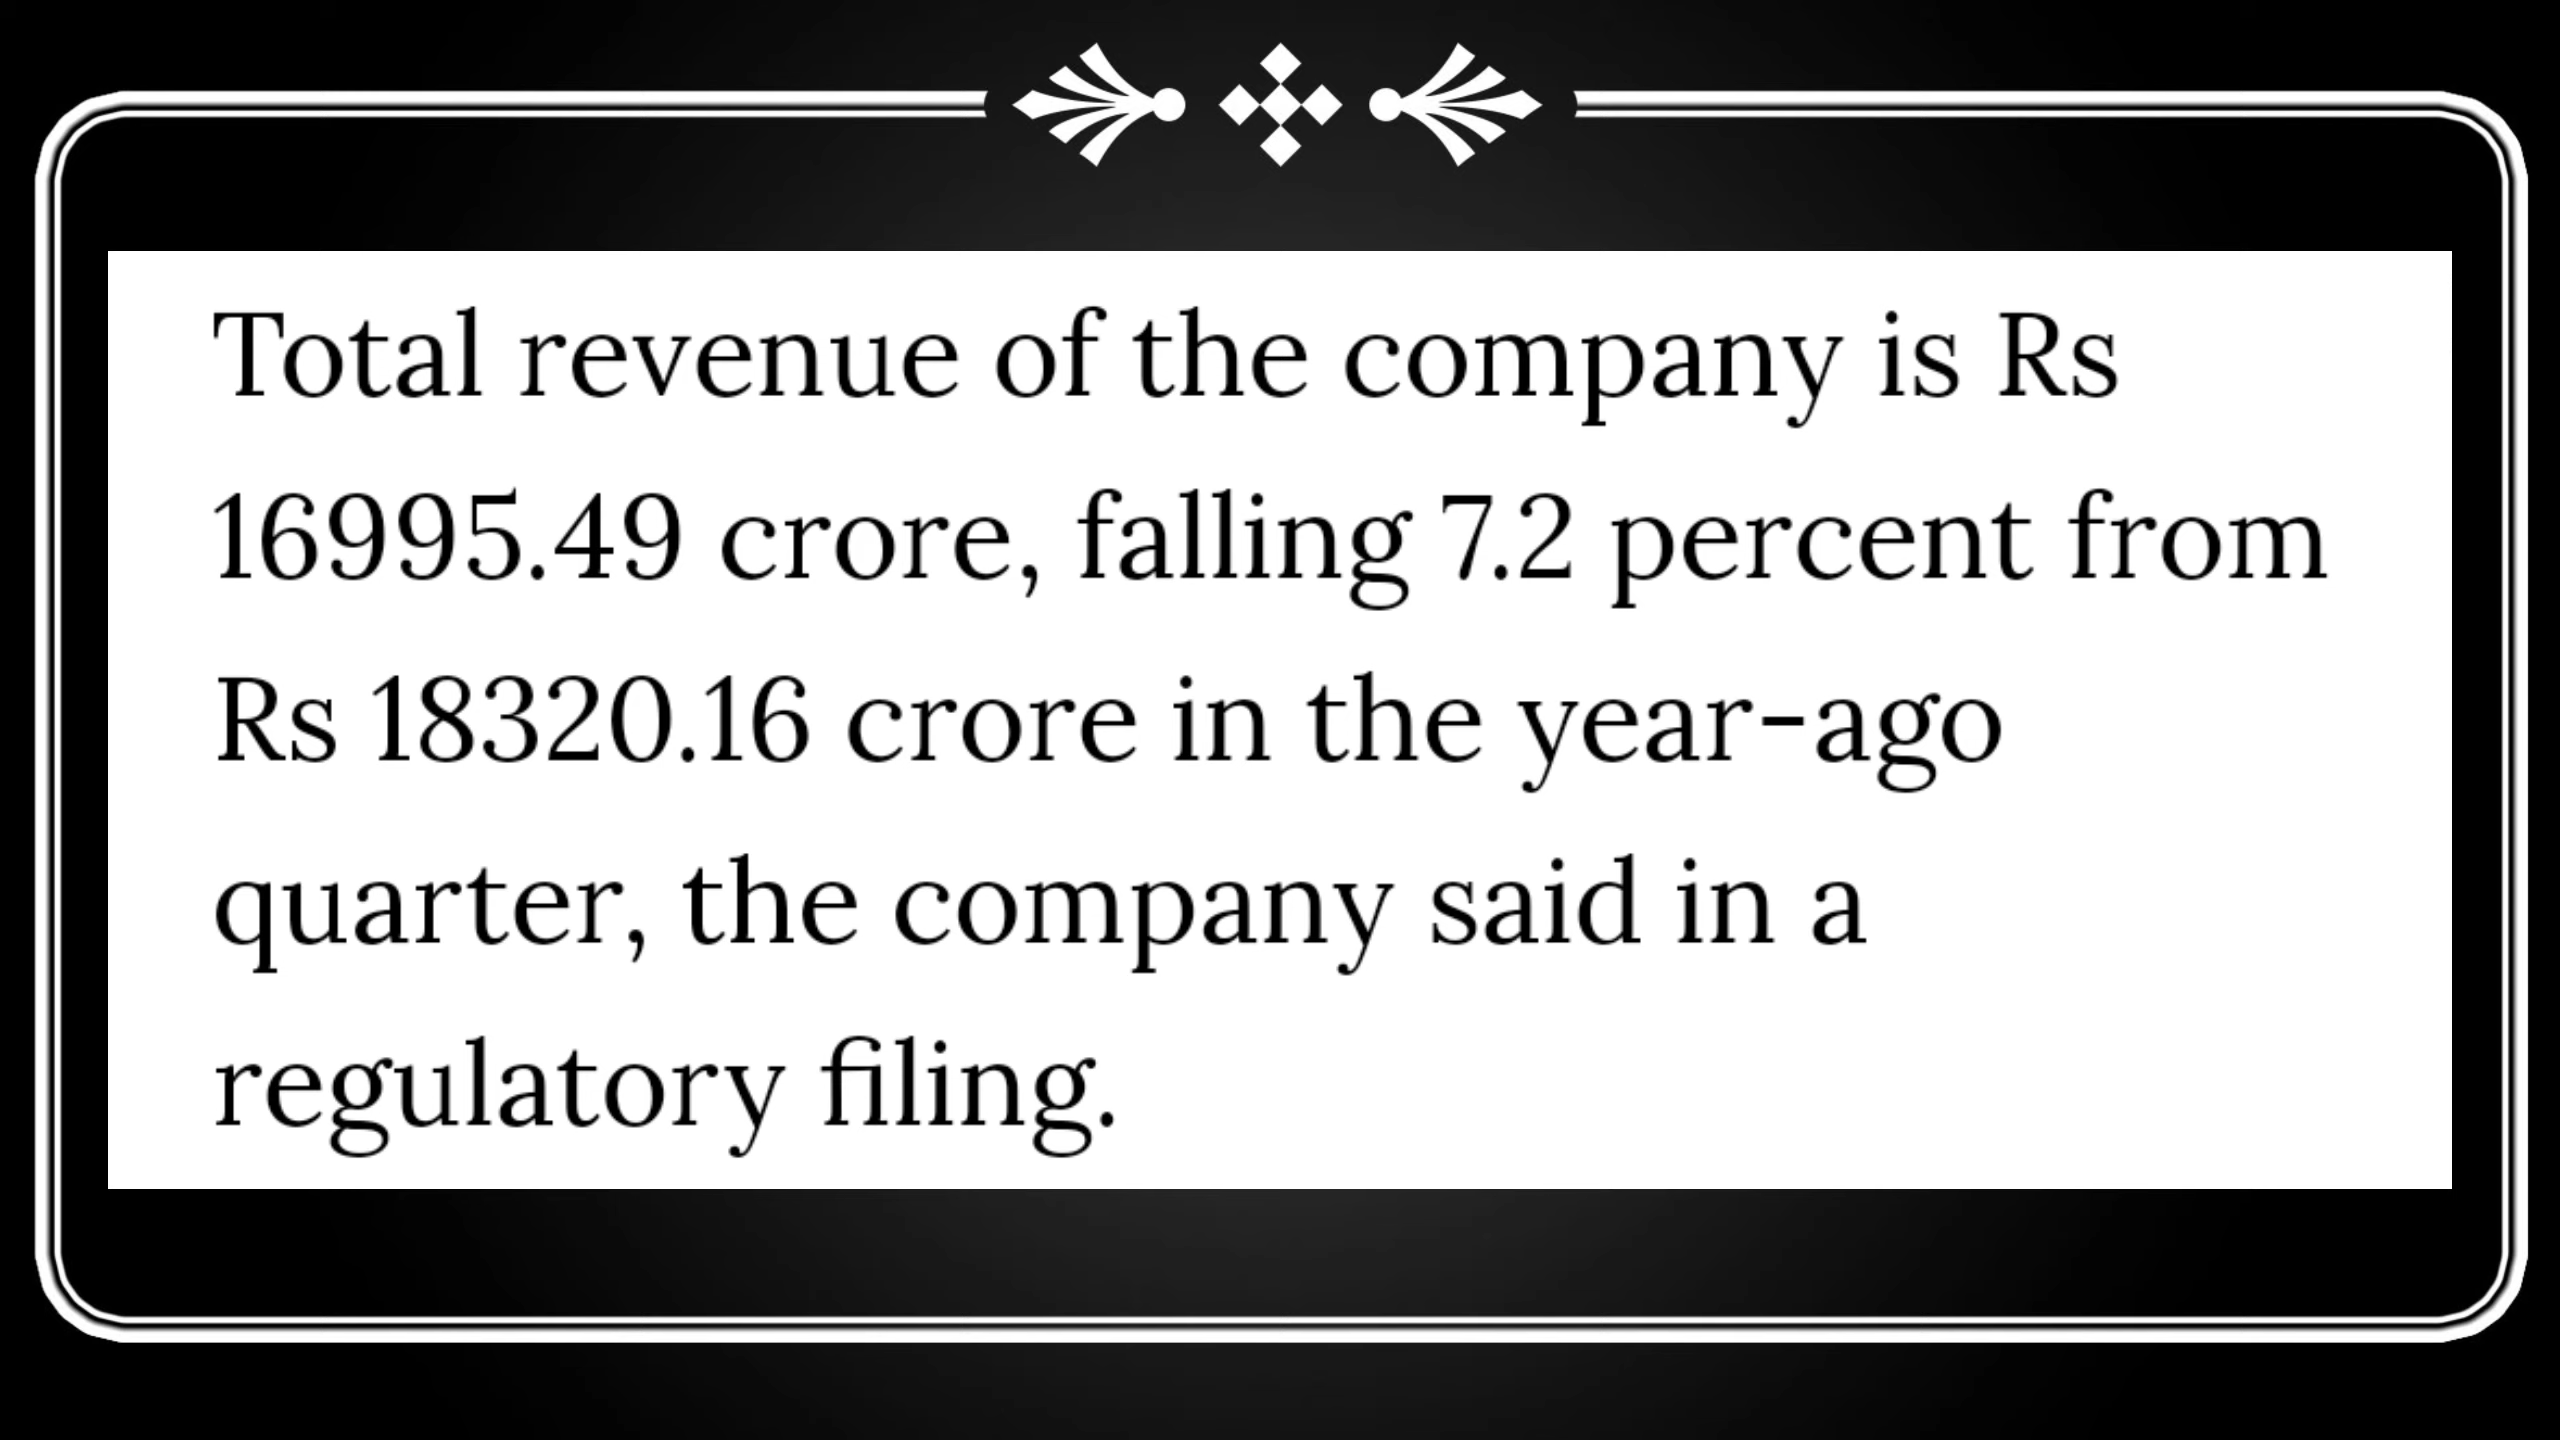 Total revenue of the company is Rs
16995.49 crore, falling 7.2 percent from
Rs 18320.16 crore in the year-ago
quarter, the company said in a
regulatory filing.